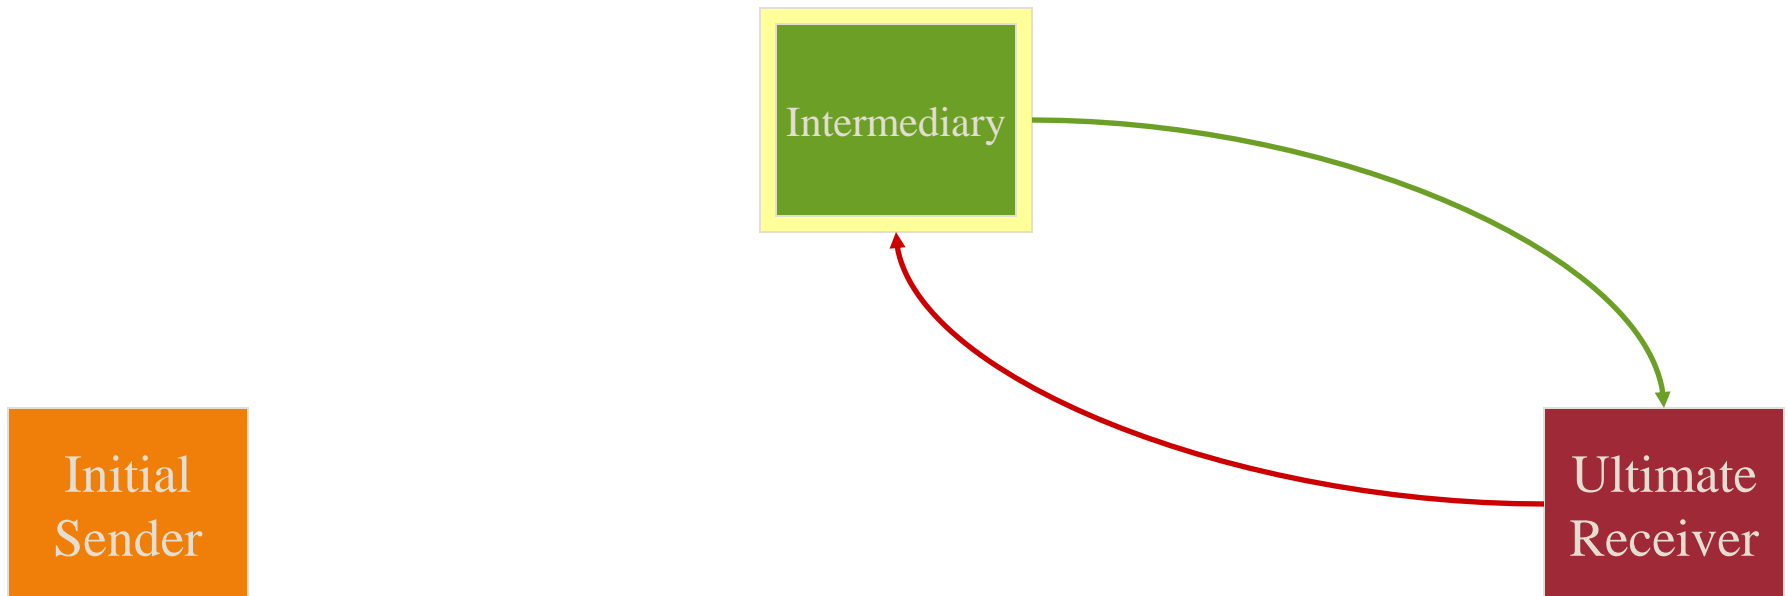 Intermediary
Initial
Sender
Ultimate
Receiver